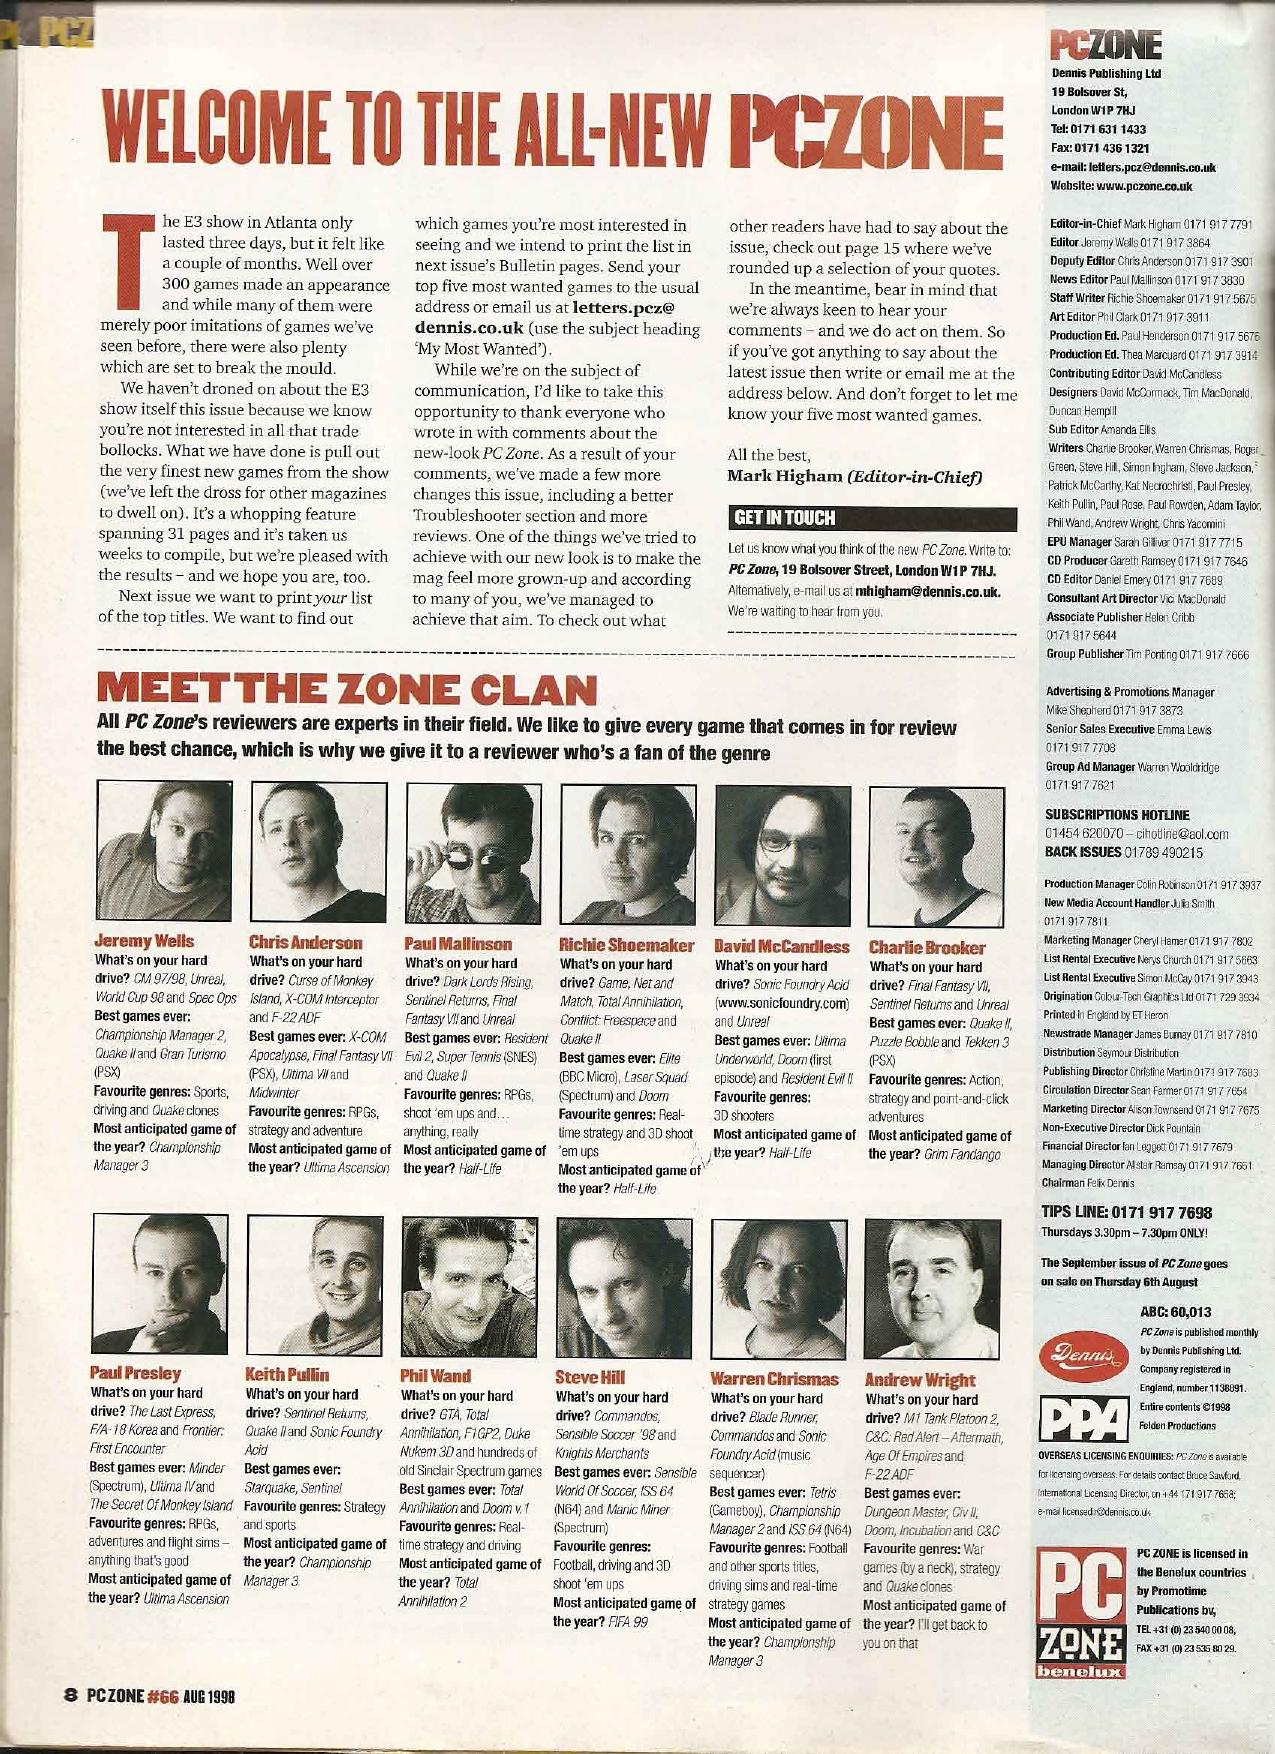 PCZ
WELCOME TO THE ALL-NEW PCZONE
The E3 show in Atlanta only
lasted three days, but it felt like
a couple of months. Well over
300 games made an appearance
and while many of them were
merely poor imitations of games we've
seen before, there were also plenty
which are set to break the mould.
We haven't droned on about the E3
show itself this issue because we know
you're not interested in all that trade
bollocks. What we have done is pull out
the very finest new games from the show
(we've left the dross for other magazines
to dwell on). It's a whopping feature
spanning 31 pages and it's taken us
weeks to compile, but we're pleased with
the results – and we hope you are, too.
Next issue we want to print your list
of the top titles. We want to find out
which games you're most interested in
seeing and we intend to print the list in
next issue's Bulletin pages. Send your
top five most wanted games to the usual
address or email us at letters.pcz@
dennis.co.uk (use the subject heading
'My Most Wanted').
While we're on the subject of
communication, I'd like to take this
opportunity to thank everyone who
wrote in with comments about the
new-look PC Zone. As a result of your
comments, we've made a few more
changes this issue, including a better
Troubleshooter section and more
reviews. One of the things we've tried to
achieve with our new look is to make the
mag feel more grown-up and according
to many of you, we've managed to
achieve that aim. To check out what
other readers have had to say about the
issue, check out page 15 where we've
rounded up a selection of your quotes.
In the meantime, bear in mind that
we're always keen to hear your
comments – and we do act on them. So
if you've got anything to say about the
latest issue then write or email me at the
address below. And don't forget to let me
know your five most wanted games.
All the best,
Mark Higham (Editor-in-Chief)
GET IN TOUCH
Let us know what you think of the new PC Zone. Write to:
PC Zone, 19 Bolsover Street, London W1P 7HJ.
Alternatively, e-mail us at mhigham@dennis.co.uk.
We're waiting to hear from you.
MEET THE ZONE CLAN
All PC Zone's reviewers are experts in their field. We like to give every game that comes in for review
the best chance, which is why we give it to a reviewer who's a fan of the genre
Jeremy Wells
What's on your hard
drive? CM 97/98, Unreal,
World Cup 98 and Spec Ops
Best games ever:
Championship Manager 2,
Quake II and Gran Turismo
(PSX)
Favourite genres: Sports,
driving and Quake clones
Most anticipated game of
the year? Championship
Manager 3
Chris Anderson
What's on your hard
drive? Curse of Monkey
Island, X-COM Interceptor
and F-22 ADF
Best games ever: X-COM
Apocalypse, Final Fantasy VII
(PSX), Ultima VII and
Midwinter
Favourite genres: RPGs,
strategy and adventure
Most anticipated game of
the year? Ultima Ascension
Paul Mallinson
What's on your hard
drive? Dark Lords Rising,
Sentinel Returns, Final
Fantasy VII and Unreal
Best games ever: Resident
Evil 2, Super Tennis (SNES)
and Quake II
Favourite genres: RPGs,
shoot 'em ups and...
anything, really
Most anticipated game of
the year? Half-Life
Richie Shoemaker
What's on your hard
drive? Game, Net and
Match, Total Annihilation,
Conflict: Freespace and
Quake II
Best games ever: Elite
(BBC Micro), Laser Squad
(Spectrum) and Doom
Favourite genres: Real-
time strategy and 3D shoot
'em ups
Most anticipated game of
the year? Half-Life
David McCandless
What's on your hard
drive? Sonic Foundry Acid
(www.sonicfoundry.com)
and Unreal
Best games ever: Ultima
Underworld, Doom (first
episode) and Resident Evil II
Favourite genres:
3D shooters
Most anticipated game of
the year? Half-Life
Charlie Brooker
What's on your hard
drive? Final Fantasy VII,
Sentinel Returns and Unreal
Best games ever: Quake II,
Puzzle Bobble and Tekken 3
(PSX)
Favourite genres: Action,
strategy and point-and-click
adventures
Most anticipated game of
the year? Grim Fandango
Paul Presley
What's on your hard
drive? The Last Express,
F/A-18 Korea and Frontier:
First Encounter
Best games ever: Minder
(Spectrum), Ultima IV and
The Secret Of Monkey Island
Favourite genres: RPGs,
adventures and flight sims –
anything that's good
Most anticipated game of
the year? Ultima Ascension
Keith Pullin
What's on your hard
drive? Sentinel Returns,
Quake II and Sonic Foundry
Acid
Best games ever:
Starquake, Sentinel
Favourite genres: Strategy
and sports
Most anticipated game of
the year? Championship
Manager 3
Phil Wand
What's on your hard
drive? GTA, Total
Annihilation, F1GP2, Duke
Nukem 3D and hundreds of
old Sinclair Spectrum games
Best games ever: Total
Annihilation and Doom v.1
Favourite genres: Real-
time strategy and driving
Most anticipated game of
the year? Total
Annihilation 2
Steve Hill
What's on your hard
drive? Commandos,
Sensible Soccer '98 and
Knights Merchants
Best games ever: Sensible
World Of Soccer, ISS 64
(N64) and Manic Miner
(Spectrum)
Favourite genres:
Football, driving and 3D
shoot 'em ups
Most anticipated game of
the year? FIFA 99
Warren Chrismas
What's on your hard
drive? Blade Runner,
Commandos and Sonic
Foundry Acid (music
sequencer)
Best games ever: Tetris
(Gameboy), Championship
Manager 2 and ISS 64 (N64)
Favourite genres: Football
and other sports titles,
driving sims and real-time
strategy games
Most anticipated game of
the year? Championship
Manager 3
Andrew Wright
What's on your hard
drive? M1 Tank Platoon 2,
C&C: Red Alert – Aftermath,
Age Of Empires and
F-22 ADF
Best games ever:
Dungeon Master, Civ II,
Doom, Incubation and C&C
Favourite genres: War
games (by a neck), strategy
and Quake clones
Most anticipated game of
the year? I'll get back to
you on that
8 PCZONE #66 AUG 1998
PCZONE
Dennis Publishing Ltd
19 Bolsover St,
London W1P 7HJ
Tel: 0171 631 1433
Fax: 0171 436 1321
e-mail: letters.pcz@dennis.co.uk
Website: www.pczone.co.uk
Editor-in-Chief Mark Higham 0171 917 7791
Editor Jeremy Wells 0171 917 3864
Deputy Editor Chris Anderson 0171 917 3901
News Editor Paul Mallinson 0171 917 3830
Staff Writer Richie Shoemaker 0171 917 5675
Art Editor Phil Clark 0171 917 3911
Production Ed. Paul Henderson 0171 917 5676
Production Ed. Thea Marcuard 0171 917 3914
Contributing Editor David McCandless
Designers David McCormack, Tim MacDonald,
Duncan Hempill
Sub Editor Amanda Ellis
Writers Charlie Brooker, Warren Chrismas, Roger
Green, Steve Hill, Simon Ingham, Steve Jackson,
Patrick McCarthy, Kat Necrochristi, Paul Presley,
Keith Pullin, Paul Rose, Paul Rowden, Adam Taylor,
Phil Wand, Andrew Wright, Chris Yacomini
EPU Manager Sarah Gilliver 0171 917 7715
CD Producer Gareth Ramsey 0171 917 7646
CD Editor Daniel Emery 0171 917 7689
Consultant Art Director Vici MacDonald
Associate Publisher Helen Cribb
0171 917 5644
Group Publisher Tim Ponting 0171 917 7666
Advertising & Promotions Manager
Mike Shepherd 0171 917 3873
Senior Sales Executive Emma Lewis
0171 917 7708
Group Ad Manager Warren Wooldridge
0171 917 7621
SUBSCRIPTIONS HOTLINE
01454 620070 – cihotline@aol.com
BACK ISSUES 01789 490215
Production Manager Colin Robinson 0171 917 3937
New Media Account Handler Julia Smith
0171 917 7811
Marketing Manager Cheryl Hamer 0171 917 7802
List Rental Executive Nerys Church 0171 917 5663
List Rental Executive Simon McCay 0171 917 3943
Origination Colour-Tech Graphics Ltd 0171 729 3934
Printed in England by ET Heron
Newstrade Manager James Burnay 0171 917 7810
Distribution Seymour Distribution
Publishing Director Christine Martin 0171 917 7683
Circulation Director Sean Farmer 0171 917 7654
Marketing Director Alison Townsend 0171 917 7675
Non-Executive Director Dick Pountain
Financial Director Ian Leggett 0171 917 7679
Managing Director Alistair Ramsay 0171 917 7661
Chairman Felix Dennis
TIPS LINE: 0171 917 7698
Thursdays 3.30pm – 7.30pm ONLY!
The September issue of PC Zone goes
on sale on Thursday 6th August
ABC: 60,013
PC Zone is published monthly
by Dennis Publishing Ltd.
Company registered in
England, number 1138891.
Entire contents ©1998
Felden Productions
Dennis
PPA
OVERSEAS LICENSING ENQUIRIES: PC Zone is available
for licensing overseas. For details contact Bruce Sawford,
International Licensing Director, on +44 171 917 7658;
e-mail licensedir@dennis.co.uk
PC ZONE benelux
PC ZONE is licensed in
the Benelux countries
by Promotime
Publications bv,
TEL +31 (0) 23 540 00 08,
FAX +31 (0) 23 535 80 29.